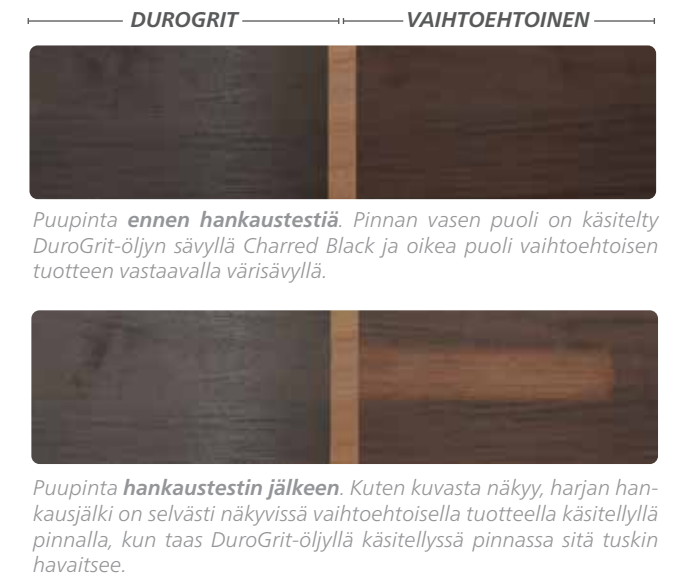 DUROGRIT VAIHTOEHTOINEN
Puupinta ennen hankaustestiä. Pinnan vasen puoli on käsitelty
DuroGrit-öljyn sävyllä Charred Black ja oikea puoli vaihtoehtoisen
tuotteen vastaavalla värisävyllä.
Puupinta hankaustestin jälkeen. Kuten kuvasta näkyy, harjan han-
kausjälki on selvästi näkyvissä vaihtoehtoisella tuotteella käsitellyllä
pinnalla, kun taas DuroGrit-öljyllä käsitellyssä pinnassa sitä tuskin
havaitsee.